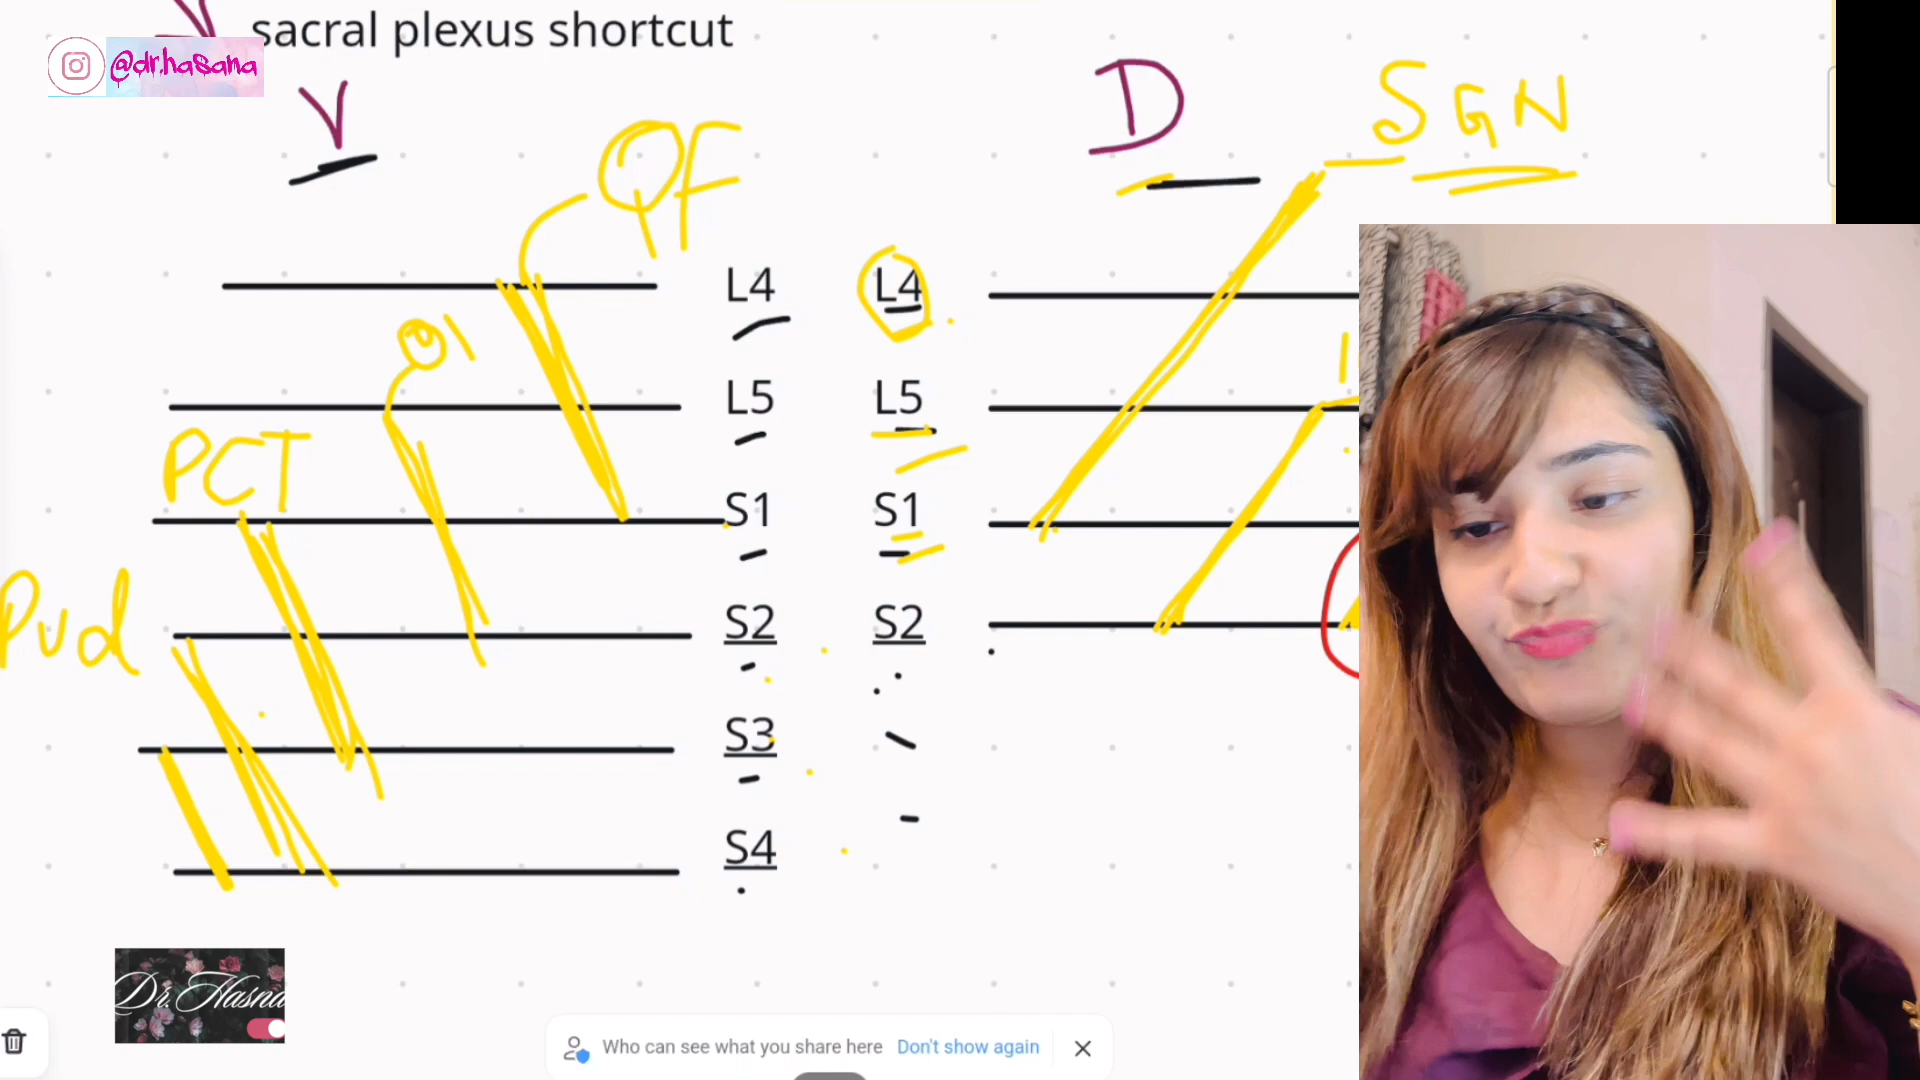 sacral plexus shortcut
@dr.hasana
V
D
SGN
QF
L4 L4
OI
L5 L5
PCT
S1 S1
Pud
S2 S2
S3
S4
Dr. Hasna
Who can see what you share here Don't show again